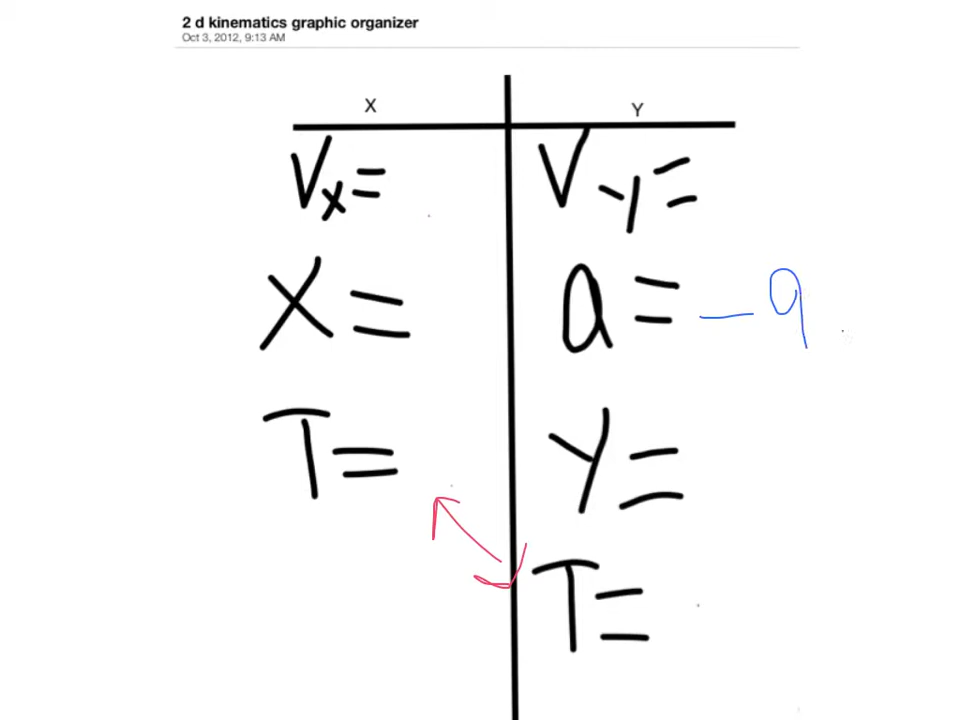 2 d kinematics graphic organizer
Oct 3, 2012, 9:13 AM
X
Y
Vx=
Vy=
X=
a= -9
T=
Y=
T=